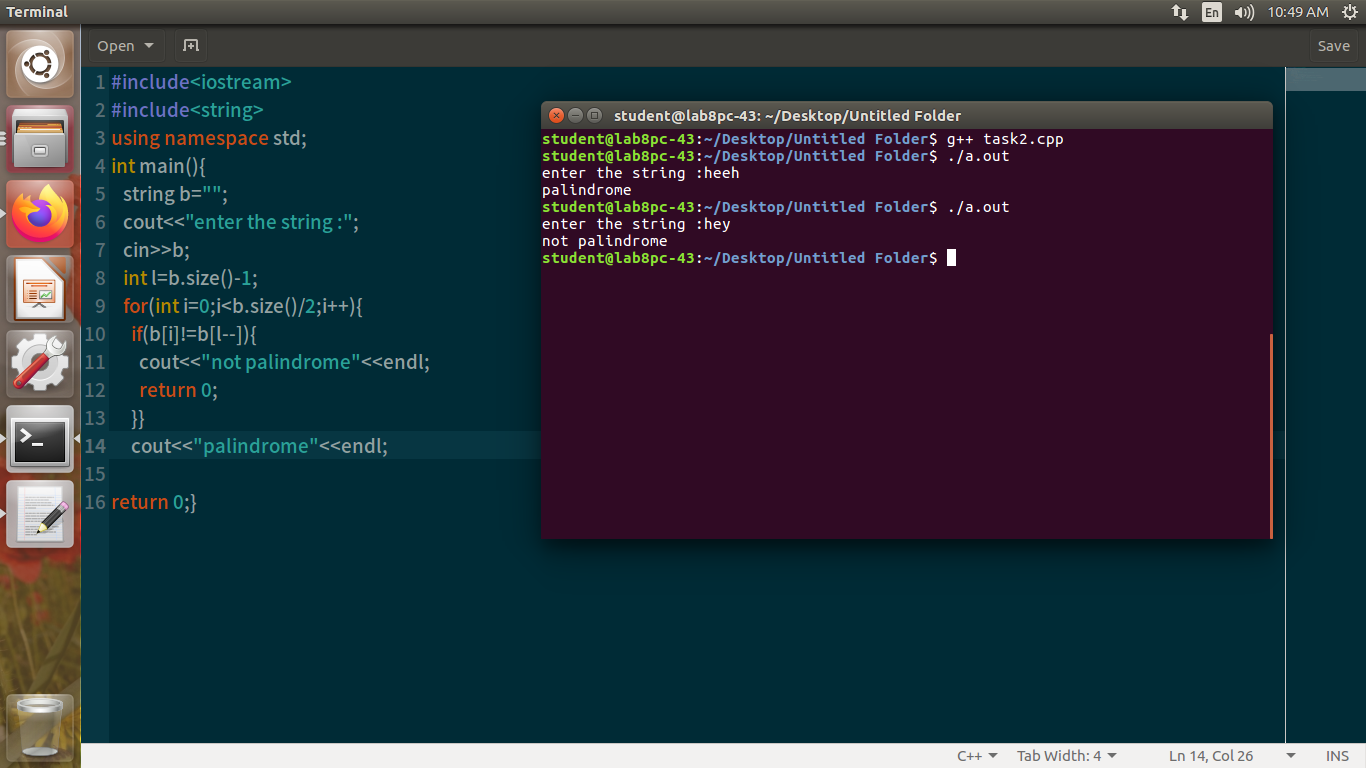 Terminal
En
10:49 AM
Open
Save
1 #include<iostream>
2 #include<string>
3 using namespace std;
4 int main(){
5 string b="";
6 cout<<"enter the string :";
7 cin>>b;
8 int l=b.size()-1;
9 for(int i=0;i<b.size()/2;i++){
10 if(b[i]!=b[l--]){
11 cout<<"not palindrome"<<endl;
12 return 0;
13 }}
14 cout<<"palindrome"<<endl;
15
16 return 0;}
student@lab8pc-43: ~/Desktop/Untitled Folder
student@lab8pc-43:~/Desktop/Untitled Folder$ g++ task2.cpp
student@lab8pc-43:~/Desktop/Untitled Folder$ ./a.out
enter the string :heeh
palindrome
student@lab8pc-43:~/Desktop/Untitled Folder$ ./a.out
enter the string :hey
not palindrome
student@lab8pc-43:~/Desktop/Untitled Folder$
C++
Tab Width: 4
Ln 14, Col 26
INS